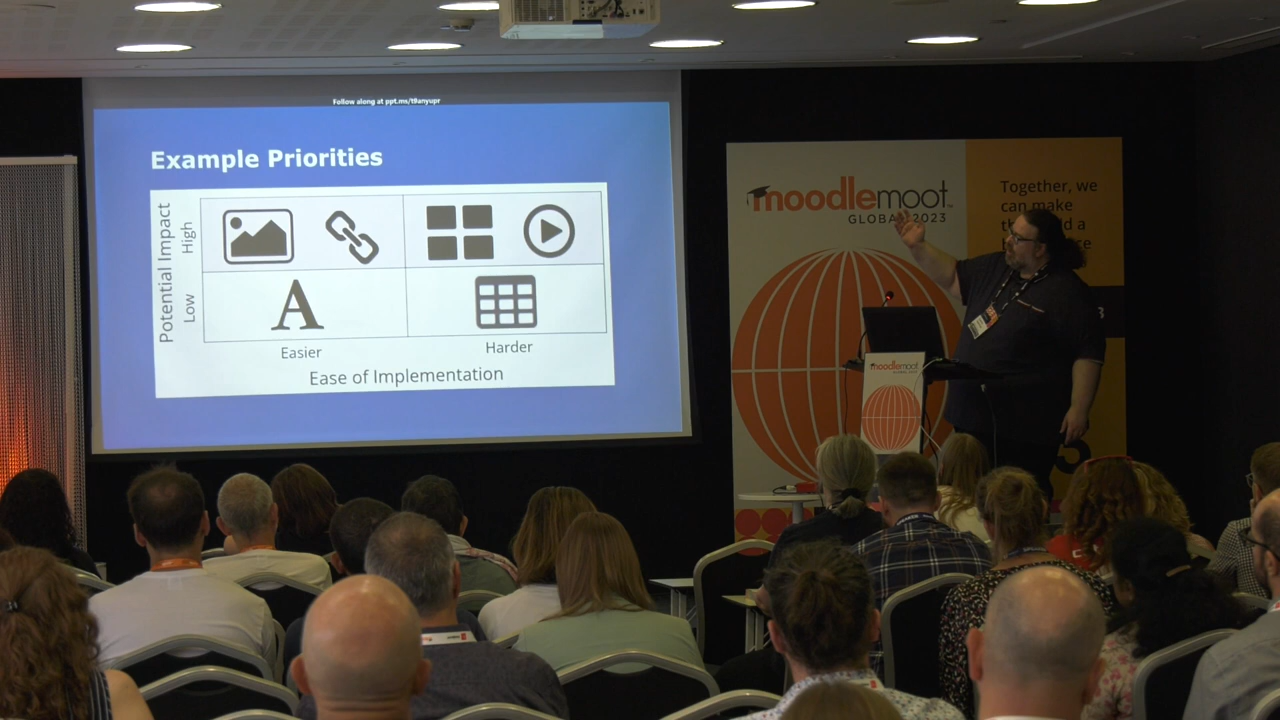 Follow along at ppt.ms/t9anyupr
Example Priorities
Potential Impact
High
Low
A
Easier
Harder
Ease of Implementation
moodlemoot
GLOBAL 2023
Together, we
can make
moodlemoot